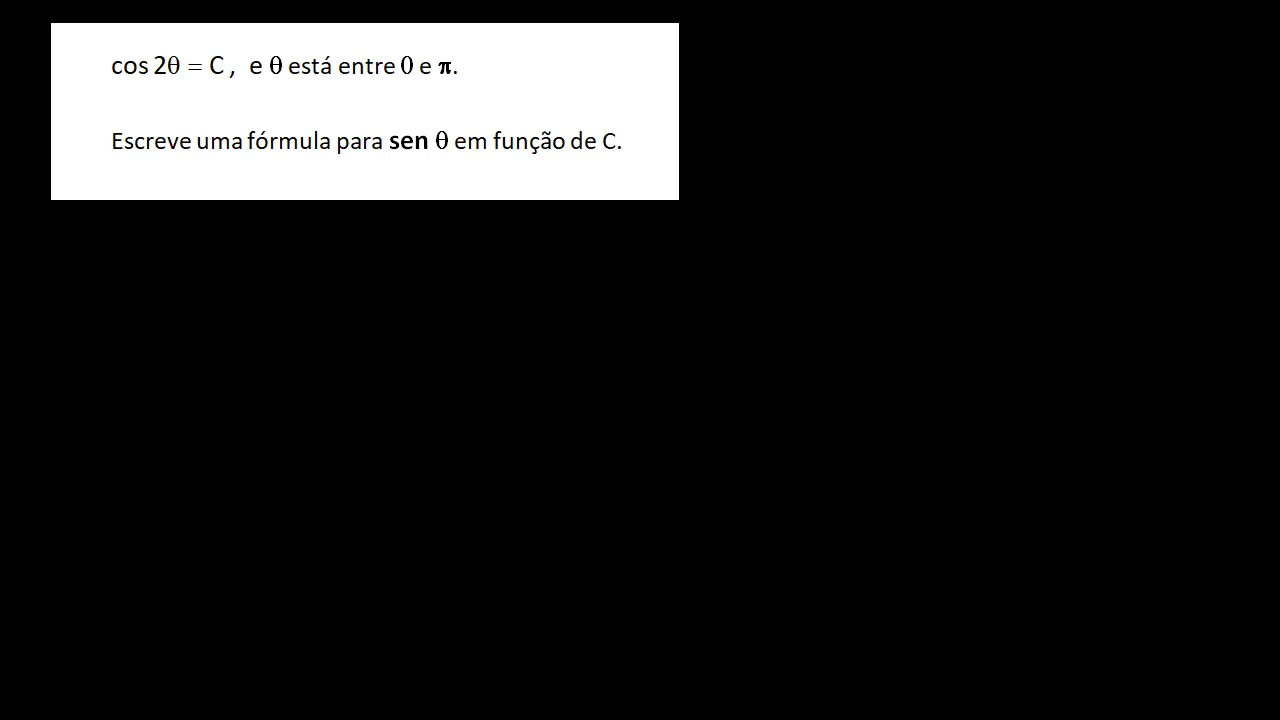 cos 2θ = C , e θ está entre 0 e π.
Escreve uma fórmula para sen θ em função de C.